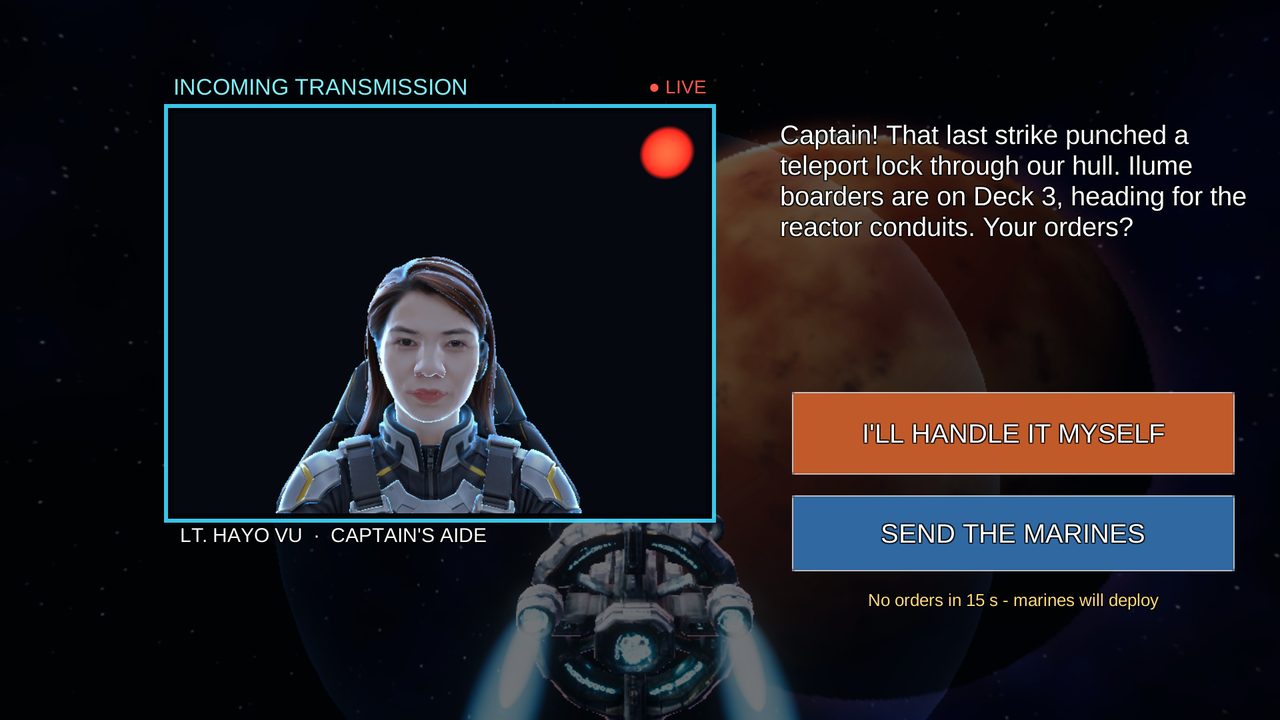 INCOMING TRANSMISSION
● LIVE
Captain! That last strike punched a
teleport lock through our hull. Ilume
boarders are on Deck 3, heading for the
reactor conduits. Your orders?
I'LL HANDLE IT MYSELF
SEND THE MARINES
No orders in 15 s - marines will deploy
LT. HAYO VU · CAPTAIN'S AIDE